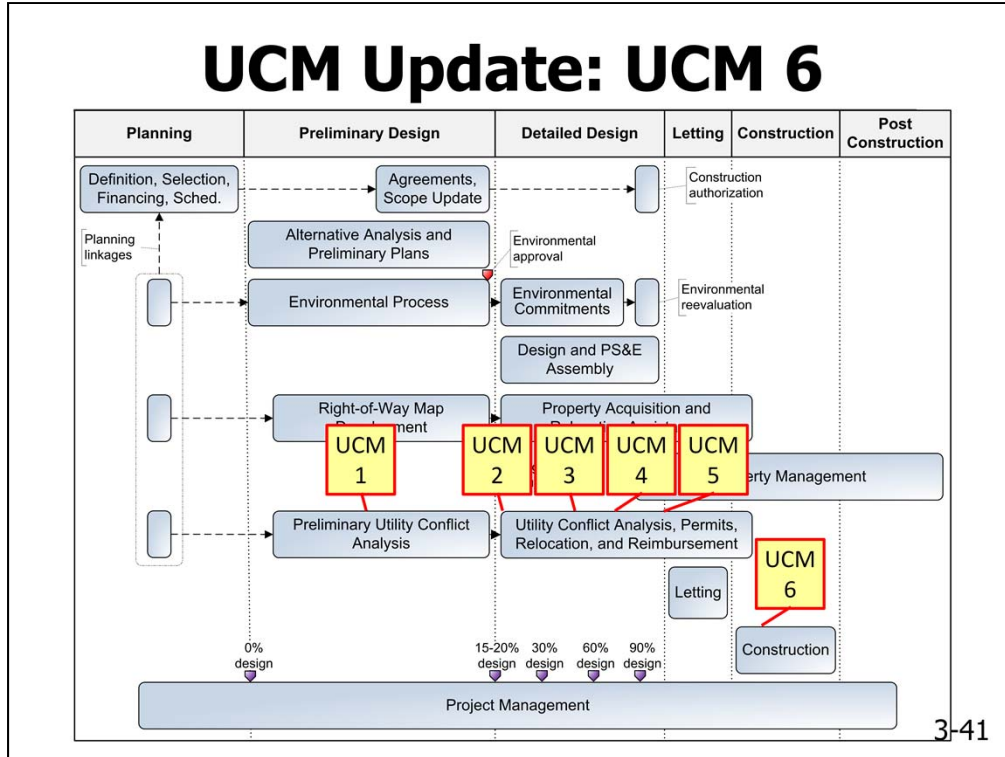 UCM Update: UCM 6
Planning
Preliminary Design
Detailed Design
Letting
Construction
Post
Construction
Definition, Selection,
Financing, Sched.
Agreements,
Scope Update
Construction
authorization
Planning
linkages
Alternative Analysis and
Preliminary Plans
Environmental
approval
Environmental Process
Environmental
Commitments
Environmental
reevaluation
Design and PS&E
Assembly
Right-of-Way Map
Property Acquisition and
UCM
1
UCM
2
UCM
3
UCM
4
UCM
5
Management
Preliminary Utility Conflict
Analysis
Utility Conflict Analysis, Permits,
Relocation, and Reimbursement
UCM
6
Letting
Construction
0%
design
15-20%
design
30%
design
60%
design
90%
design
Project Management
3-41